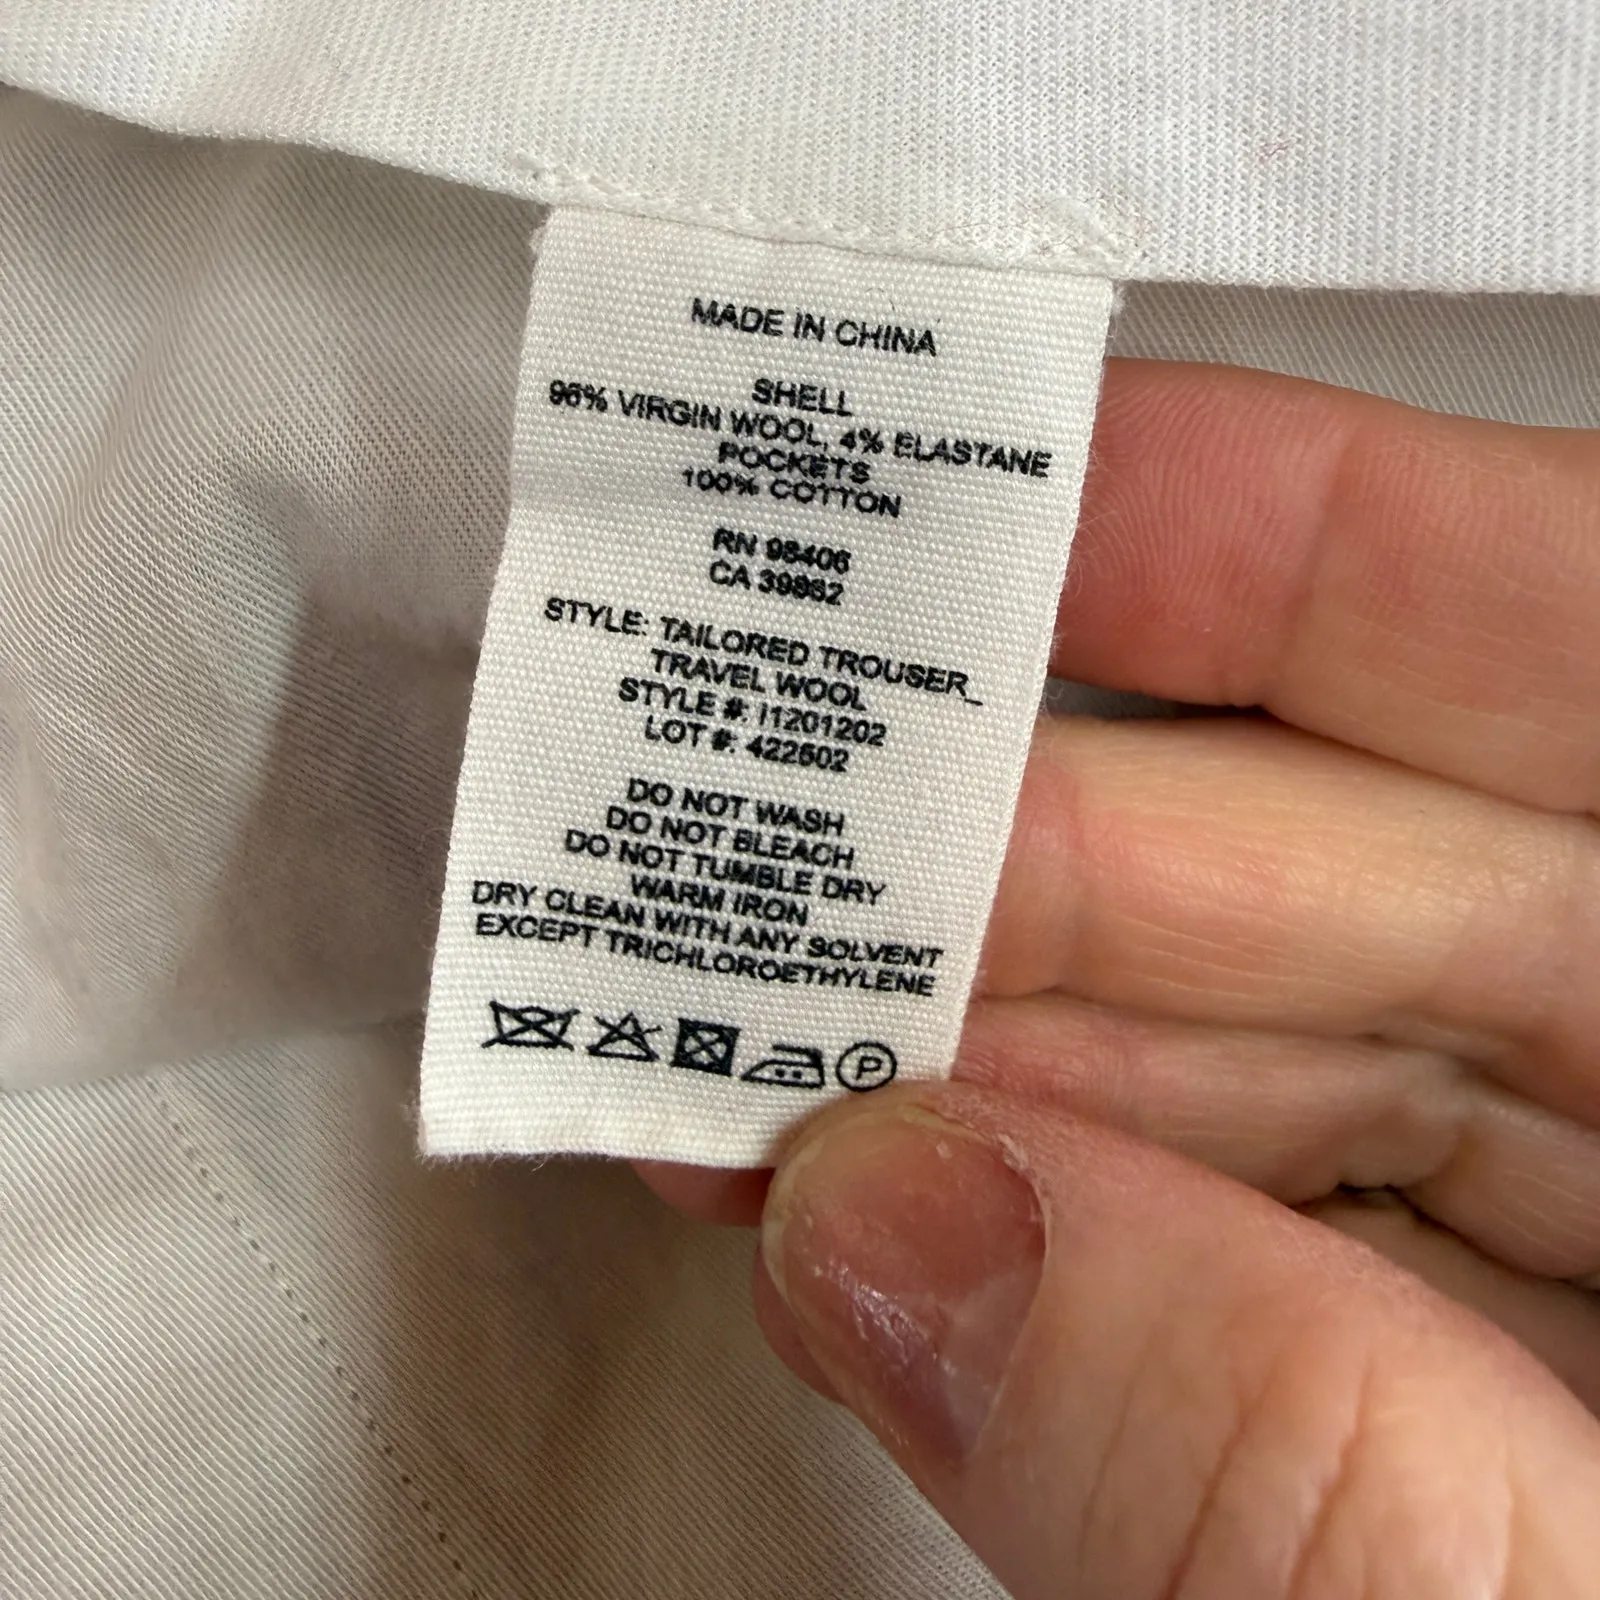 MADE IN CHINA
SHELL
96% VIRGIN WOOL, 4% ELASTANE
POCKETS
100% COTTON
RN 98406
CA 39862
STYLE: TAILORED TROUSER_
TRAVEL WOOL
STYLE #: I1201202
LOT #: 422502
DO NOT WASH
DO NOT BLEACH
DO NOT TUMBLE DRY
WARM IRON
DRY CLEAN WITH ANY SOLVENT
EXCEPT TRICHLOROETHYLENE
P